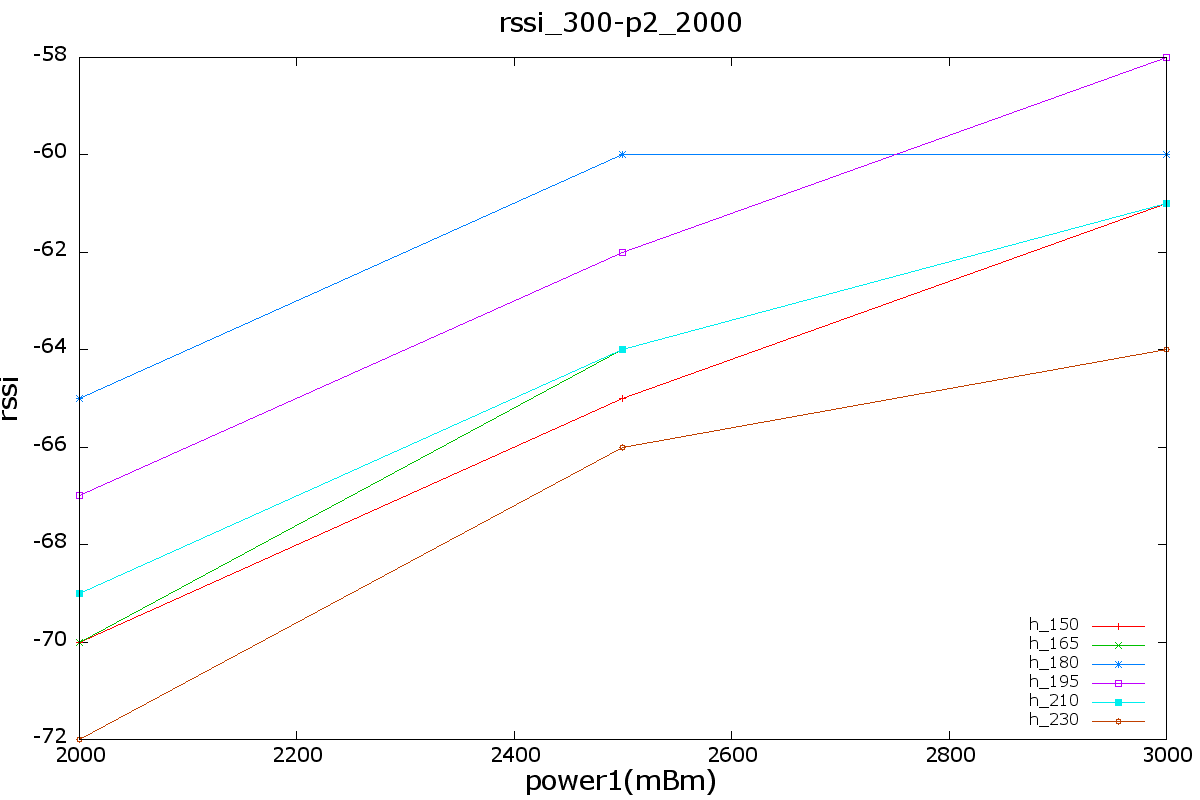 rssi_300-p2_2000
-58
-60
-62
-64
-66
-68
-70
-72
rssi
2000 2200 2400 2600 2800 3000
power1(mBm)
h_150
h_165
h_180
h_195
h_210
h_230